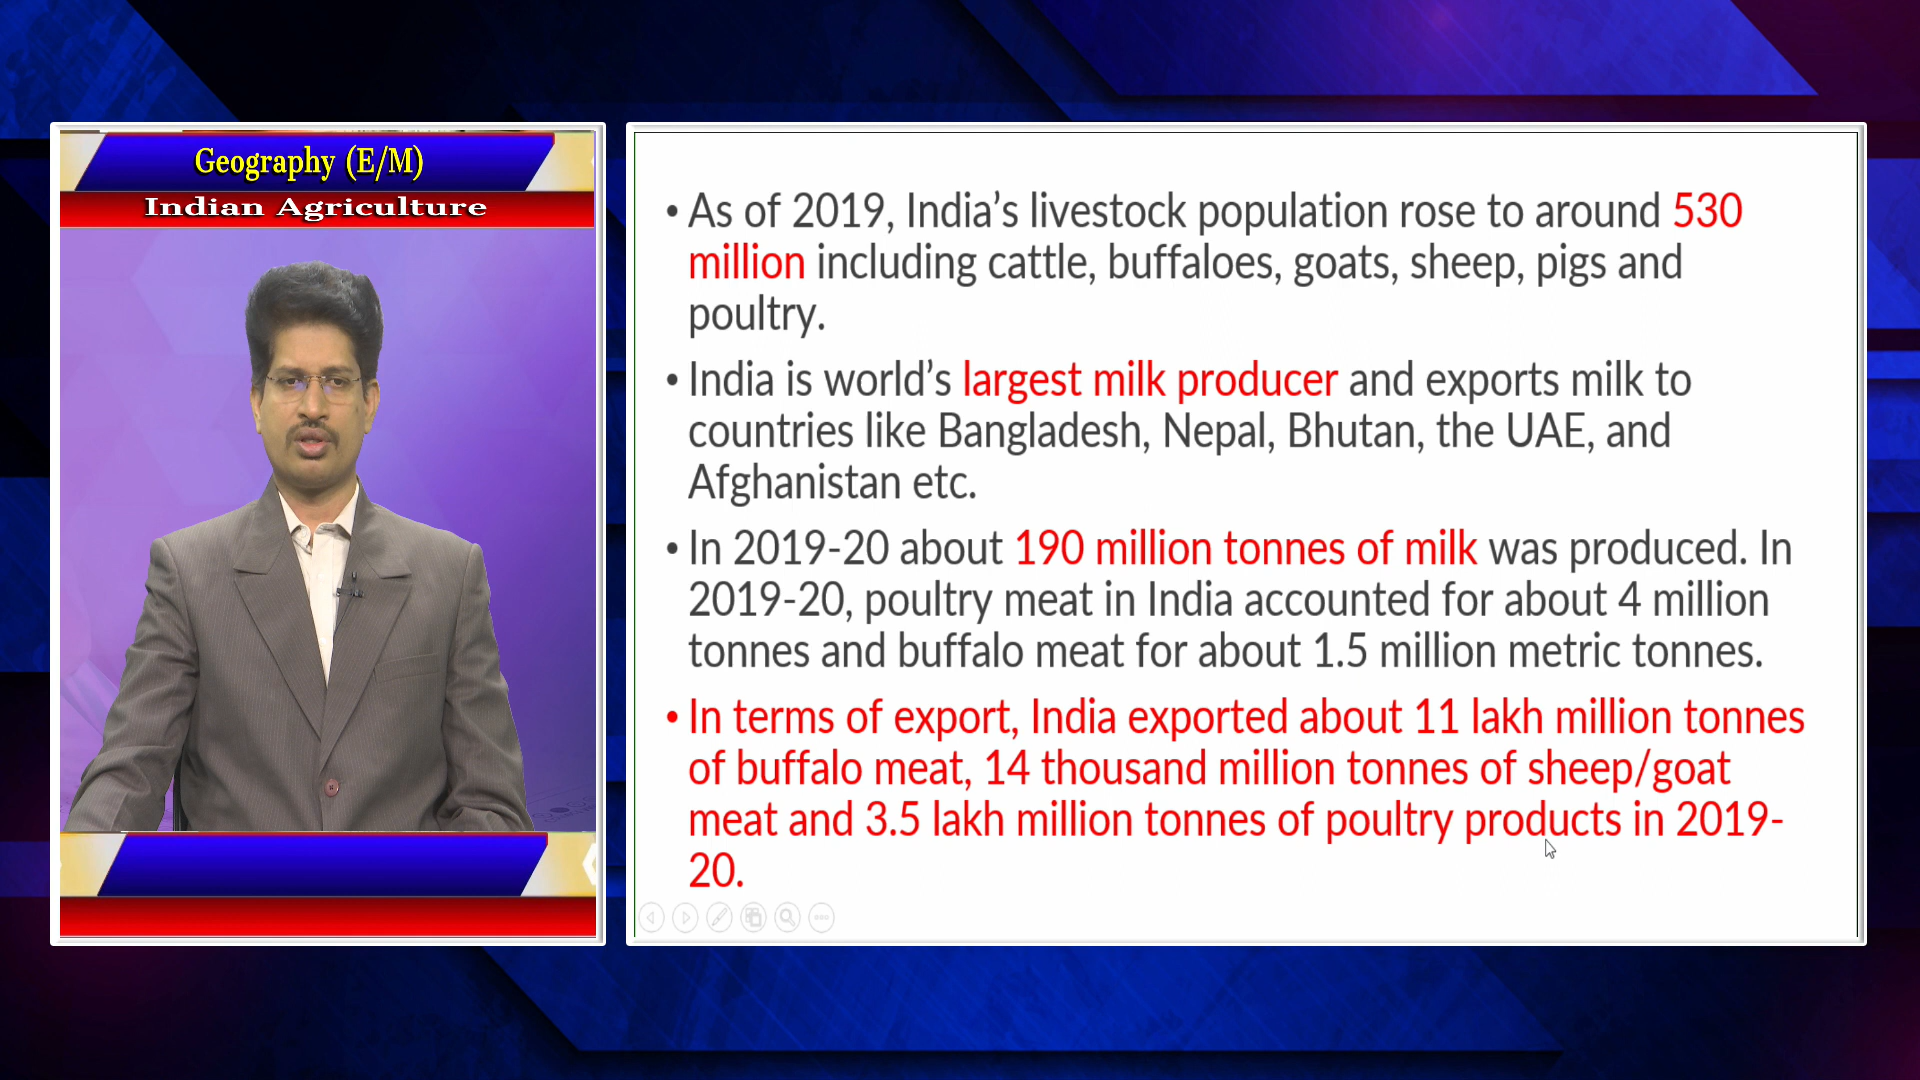 Geography (E/M)
Indian Agriculture
• As of 2019, India’s livestock population rose to around 530
million including cattle, buffaloes, goats, sheep, pigs and
poultry.
• India is world’s largest milk producer and exports milk to
countries like Bangladesh, Nepal, Bhutan, the UAE, and
Afghanistan etc.
• In 2019-20 about 190 million tonnes of milk was produced. In
2019-20, poultry meat in India accounted for about 4 million
tonnes and buffalo meat for about 1.5 million metric tonnes.
• In terms of export, India exported about 11 lakh million tonnes
of buffalo meat, 14 thousand million tonnes of sheep/goat
meat and 3.5 lakh million tonnes of poultry products in 2019-
20.